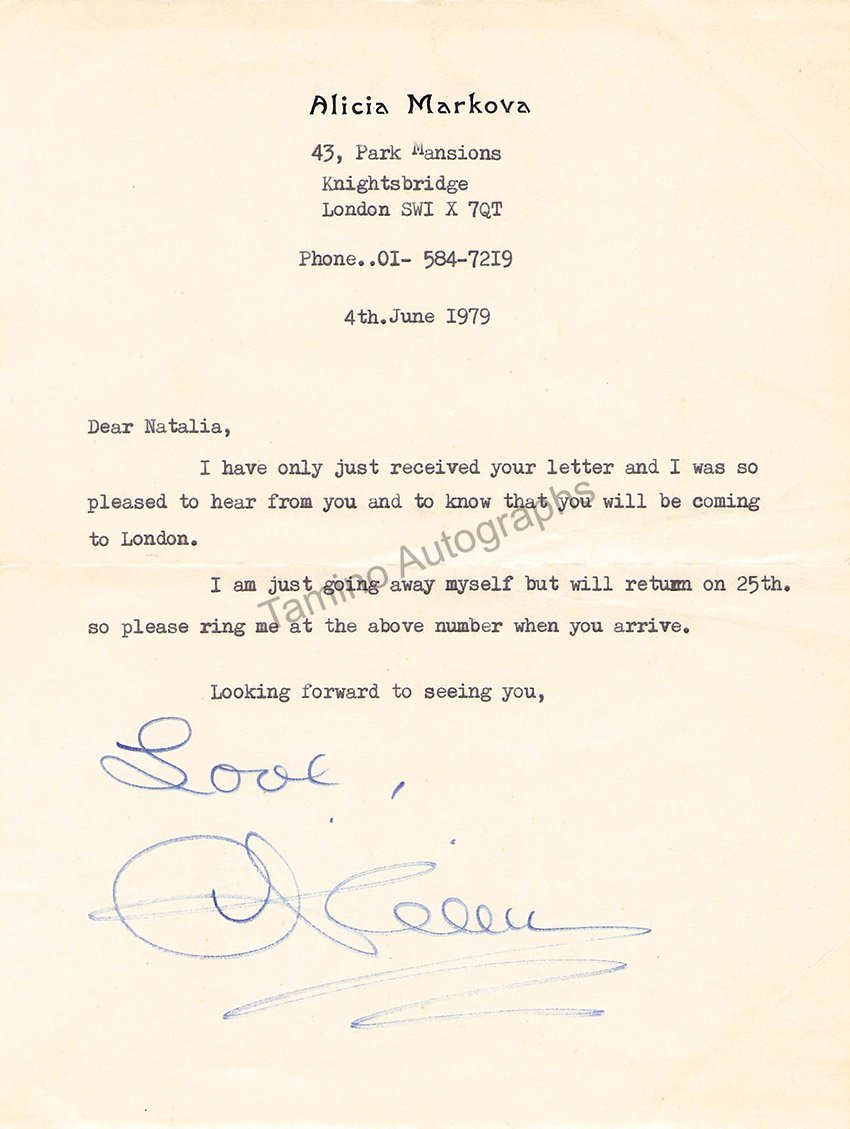 Alicia Markova
43, Park Mansions
Knightsbridge
London SWI X 7QT
Phone..OI- 584-72I9
4th.June I979
Dear Natalia,
I have only just received your letter and I was so
pleased to hear from you and to know that you will be coming
to London.
I am just going away myself but will return on 25th.
so please ring me at the above number when you arrive.
Looking forward to seeing you,
Love,
Alicia
Tamino Autographs